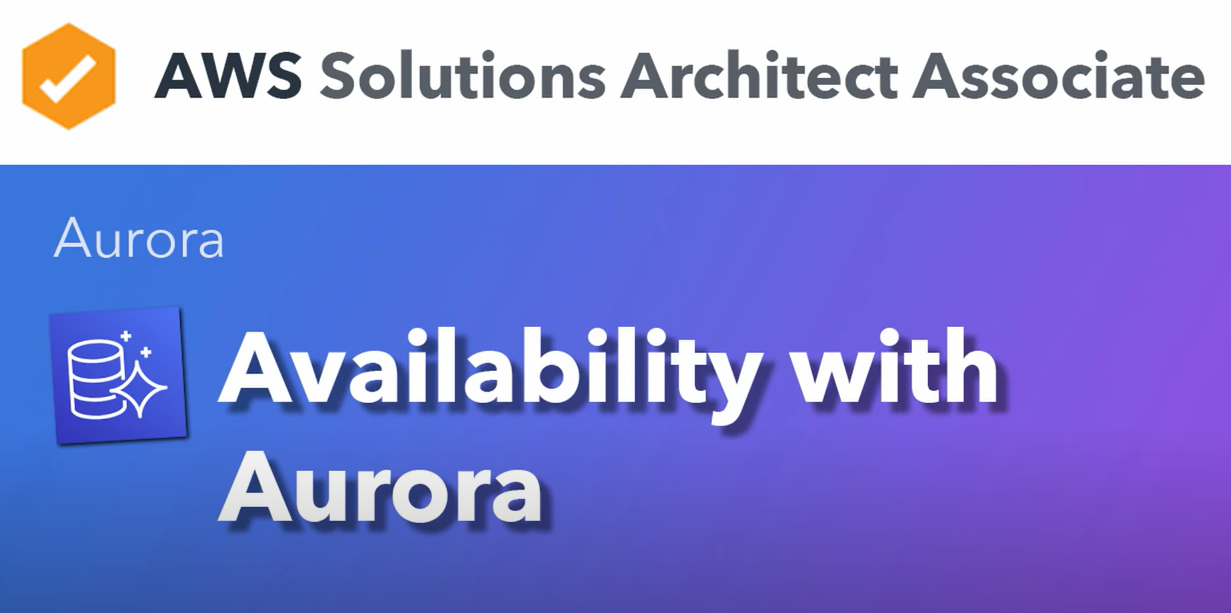 AWS Solutions Architect Associate
Aurora
Availability with
Aurora